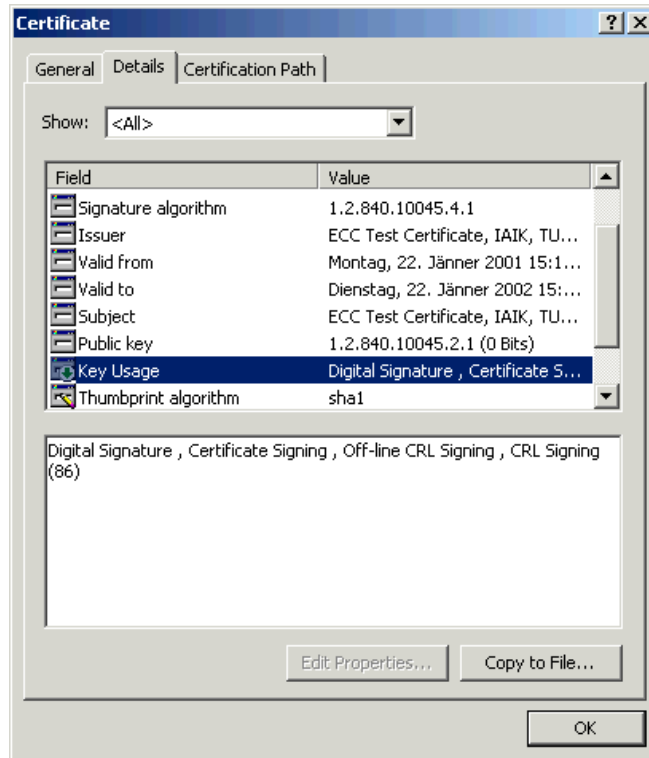 Certificate
General Details Certification Path
Show: <All>
Field Value
Signature algorithm 1.2.840.10045.4.1
Issuer ECC Test Certificate, IAIK, TU...
Valid from Montag, 22. Jänner 2001 15:1...
Valid to Dienstag, 22. Jänner 2002 15:...
Subject ECC Test Certificate, IAIK, TU...
Public key 1.2.840.10045.2.1 (0 Bits)
Key Usage Digital Signature , Certificate S...
Thumbprint algorithm sha1
Digital Signature , Certificate Signing , Off-line CRL Signing , CRL Signing
(86)
Edit Properties... Copy to File...
OK